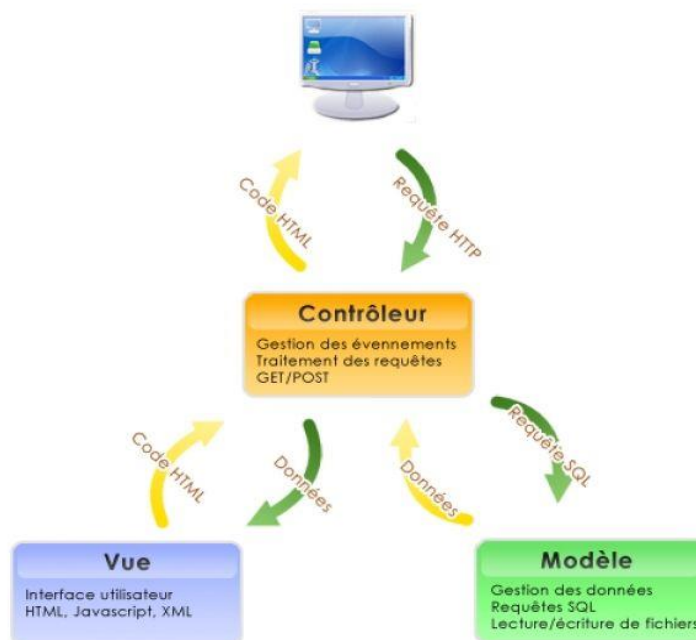 Code HTML
Requête HTTP
Contrôleur
Gestion des évennements
Traitement des requêtes
GET/POST
Code HTML
Données
Données
Requête SQL
Vue
Interface utilisateur
HTML, Javascript, XML
Modèle
Gestion des données
Requêtes SQL
Lecture/écriture de fichiers